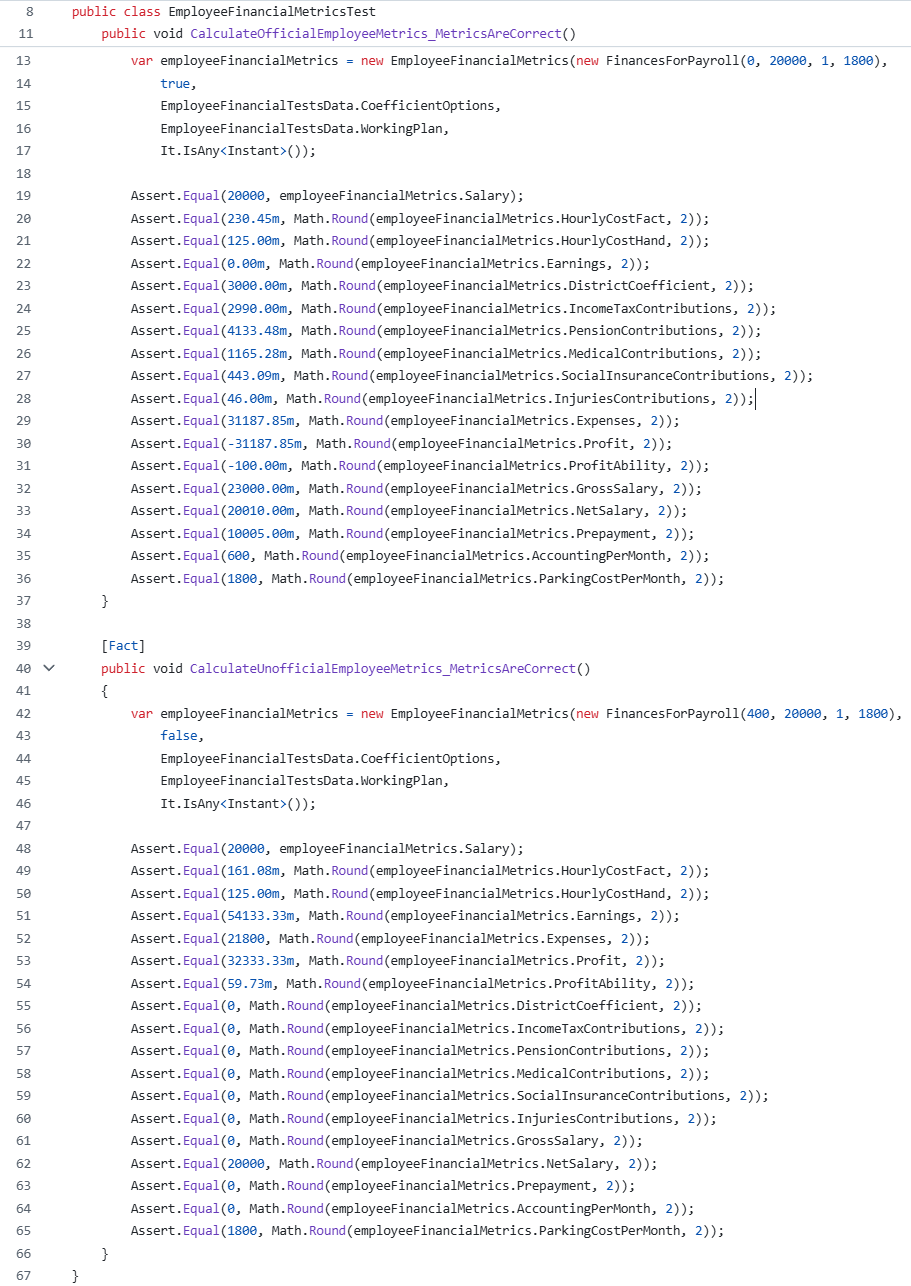 8 public class EmployeeFinancialMetricsTest
11 public void CalculateOfficialEmployeeMetrics_MetricsAreCorrect()
13 var employeeFinancialMetrics = new EmployeeFinancialMetrics(new FinancesForPayroll(0, 20000, 1, 1800),
14 true,
15 EmployeeFinancialTestsData.CoefficientOptions,
16 EmployeeFinancialTestsData.WorkingPlan,
17 It.IsAny<Instant>());
18
19 Assert.Equal(20000, employeeFinancialMetrics.Salary);
20 Assert.Equal(230.45m, Math.Round(employeeFinancialMetrics.HourlyCostFact, 2));
21 Assert.Equal(125.00m, Math.Round(employeeFinancialMetrics.HourlyCostHand, 2));
22 Assert.Equal(0.00m, Math.Round(employeeFinancialMetrics.Earnings, 2));
23 Assert.Equal(3000.00m, Math.Round(employeeFinancialMetrics.DistrictCoefficient, 2));
24 Assert.Equal(2990.00m, Math.Round(employeeFinancialMetrics.IncomeTaxContributions, 2));
25 Assert.Equal(4133.48m, Math.Round(employeeFinancialMetrics.PensionContributions, 2));
26 Assert.Equal(1165.28m, Math.Round(employeeFinancialMetrics.MedicalContributions, 2));
27 Assert.Equal(443.09m, Math.Round(employeeFinancialMetrics.SocialInsuranceContributions, 2));
28 Assert.Equal(46.00m, Math.Round(employeeFinancialMetrics.InjuriesContributions, 2));
29 Assert.Equal(31187.85m, Math.Round(employeeFinancialMetrics.Expenses, 2));
30 Assert.Equal(-31187.85m, Math.Round(employeeFinancialMetrics.Profit, 2));
31 Assert.Equal(-100.00m, Math.Round(employeeFinancialMetrics.ProfitAbility, 2));
32 Assert.Equal(23000.00m, Math.Round(employeeFinancialMetrics.GrossSalary, 2));
33 Assert.Equal(20010.00m, Math.Round(employeeFinancialMetrics.NetSalary, 2));
34 Assert.Equal(10005.00m, Math.Round(employeeFinancialMetrics.Prepayment, 2));
35 Assert.Equal(600, Math.Round(employeeFinancialMetrics.AccountingPerMonth, 2));
36 Assert.Equal(1800, Math.Round(employeeFinancialMetrics.ParkingCostPerMonth, 2));
37 }
38
39 [Fact]
40 public void CalculateUnofficialEmployeeMetrics_MetricsAreCorrect()
41 {
42 var employeeFinancialMetrics = new EmployeeFinancialMetrics(new FinancesForPayroll(400, 20000, 1, 1800),
43 false,
44 EmployeeFinancialTestsData.CoefficientOptions,
45 EmployeeFinancialTestsData.WorkingPlan,
46 It.IsAny<Instant>());
47
48 Assert.Equal(20000, employeeFinancialMetrics.Salary);
49 Assert.Equal(161.08m, Math.Round(employeeFinancialMetrics.HourlyCostFact, 2));
50 Assert.Equal(125.00m, Math.Round(employeeFinancialMetrics.HourlyCostHand, 2));
51 Assert.Equal(54133.33m, Math.Round(employeeFinancialMetrics.Earnings, 2));
52 Assert.Equal(21800, Math.Round(employeeFinancialMetrics.Expenses, 2));
53 Assert.Equal(32333.33m, Math.Round(employeeFinancialMetrics.Profit, 2));
54 Assert.Equal(59.73m, Math.Round(employeeFinancialMetrics.ProfitAbility, 2));
55 Assert.Equal(0, Math.Round(employeeFinancialMetrics.DistrictCoefficient, 2));
56 Assert.Equal(0, Math.Round(employeeFinancialMetrics.IncomeTaxContributions, 2));
57 Assert.Equal(0, Math.Round(employeeFinancialMetrics.PensionContributions, 2));
58 Assert.Equal(0, Math.Round(employeeFinancialMetrics.MedicalContributions, 2));
59 Assert.Equal(0, Math.Round(employeeFinancialMetrics.SocialInsuranceContributions, 2));
60 Assert.Equal(0, Math.Round(employeeFinancialMetrics.InjuriesContributions, 2));
61 Assert.Equal(0, Math.Round(employeeFinancialMetrics.GrossSalary, 2));
62 Assert.Equal(20000, Math.Round(employeeFinancialMetrics.NetSalary, 2));
63 Assert.Equal(0, Math.Round(employeeFinancialMetrics.Prepayment, 2));
64 Assert.Equal(0, Math.Round(employeeFinancialMetrics.AccountingPerMonth, 2));
65 Assert.Equal(1800, Math.Round(employeeFinancialMetrics.ParkingCostPerMonth, 2));
66 }
67 }